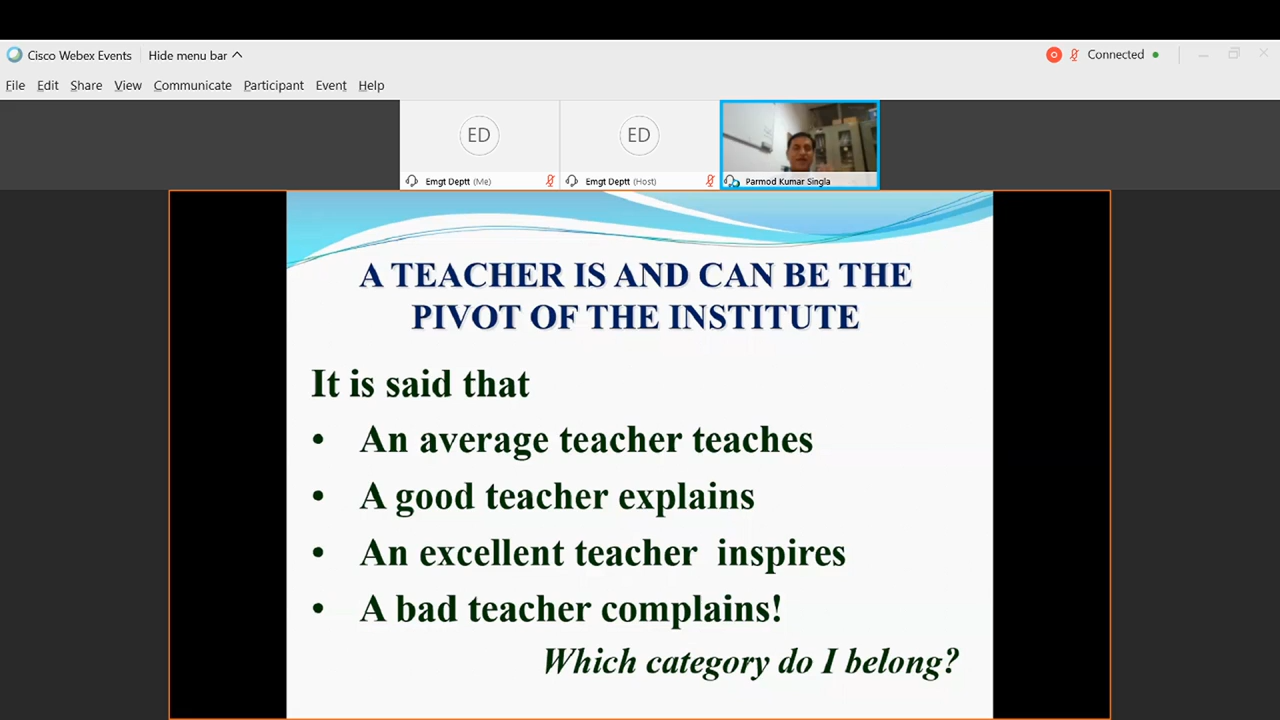 Cisco Webex Events Hide menu bar Connected
File Edit Share View Communicate Participant Event Help
ED
ED
Emgt Deptt (Me)
Emgt Deptt (Host)
Parmod Kumar Singla
A TEACHER IS AND CAN BE THE
PIVOT OF THE INSTITUTE
It is said that
• An average teacher teaches
• A good teacher explains
• An excellent teacher inspires
• A bad teacher complains!
Which category do I belong?